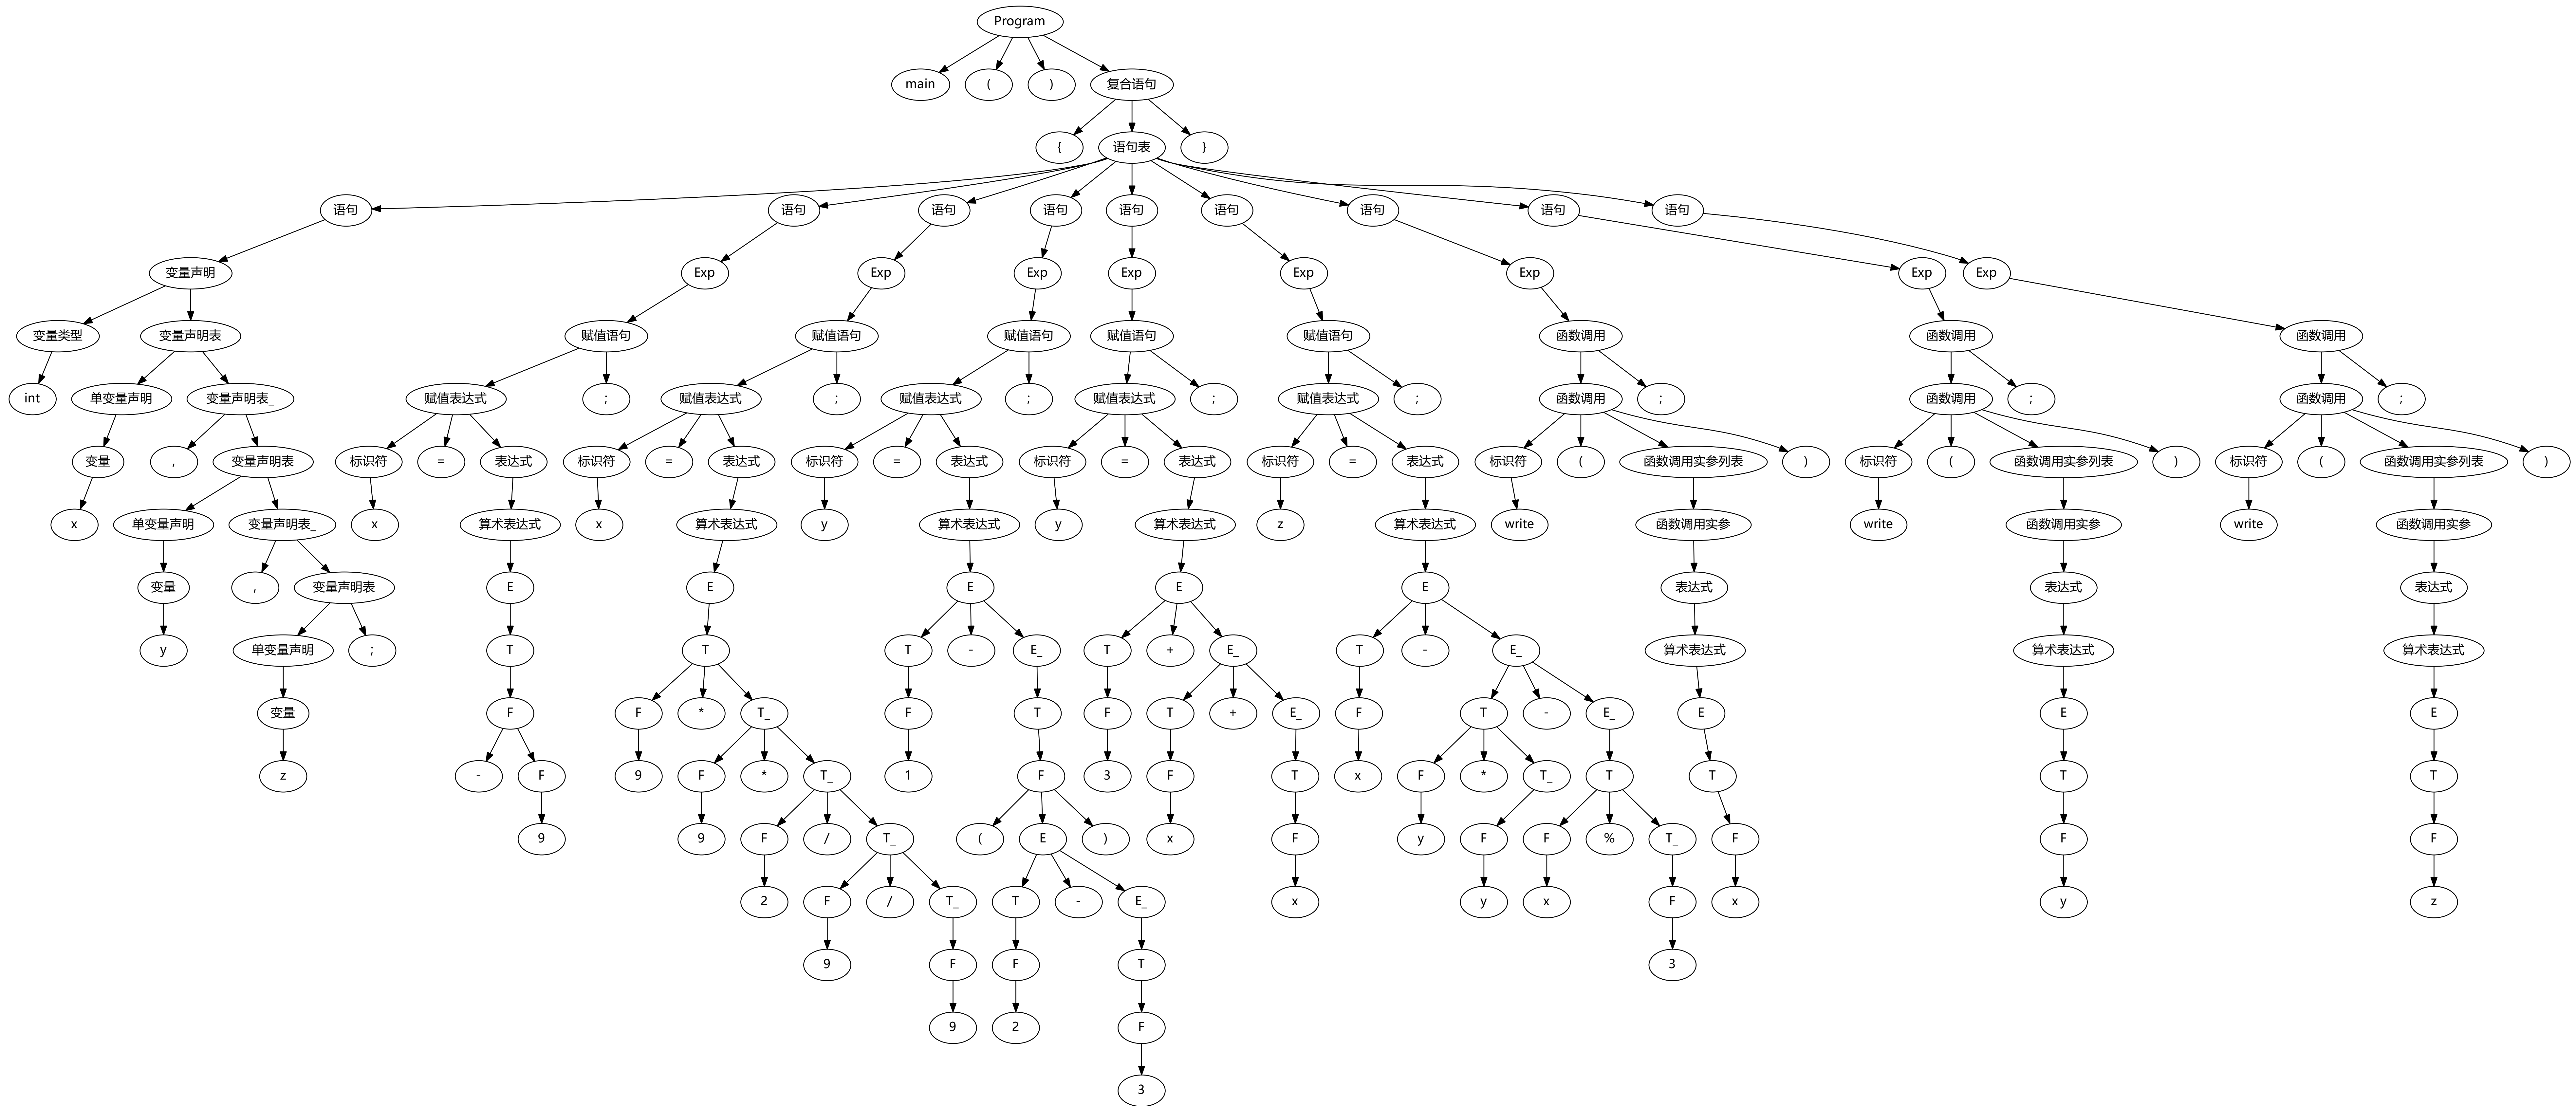 Program
main ( ) 复合语句
{ 语句表 }
语句 语句 语句 语句 语句 语句 语句 语句 语句
变量声明 Exp Exp Exp Exp Exp Exp Exp Exp
变量类型 变量声明表 赋值语句 赋值语句 赋值语句 赋值语句 赋值语句 函数调用 函数调用 函数调用
int 单变量声明 变量声明表_ 赋值表达式 ; 赋值表达式 ; 赋值表达式 ; 赋值表达式 ; 赋值表达式 ; 函数调用 ; 函数调用 ; 函数调用 ;
变量 , 变量声明表 标识符 = 表达式 标识符 = 表达式 标识符 = 表达式 标识符 = 表达式 标识符 = 表达式 标识符 ( 函数调用实参列表 ) 标识符 ( 函数调用实参列表 ) 标识符 ( 函数调用实参列表 )
x 单变量声明 变量声明表_ x 算术表达式 x 算术表达式 y 算术表达式 y 算术表达式 z 算术表达式 write 函数调用实参 write 函数调用实参 write 函数调用实参
变量 , 变量声明表 E E E E E 表达式 表达式 表达式
y 单变量声明 ; T T T - E_ T + E_ T - E_ 算术表达式 算术表达式 算术表达式
变量 F F * T_ F T F T + E_ F T - E_ E E E
z - F 9 F * T_ 1 F 3 F T x F * T_ T T T T
9 9 F / T_ ( E ) x F y F F % T_ F F F
2 F / T_ T - E_ x y x F x y z
9 F F T 3
9 2 F
3